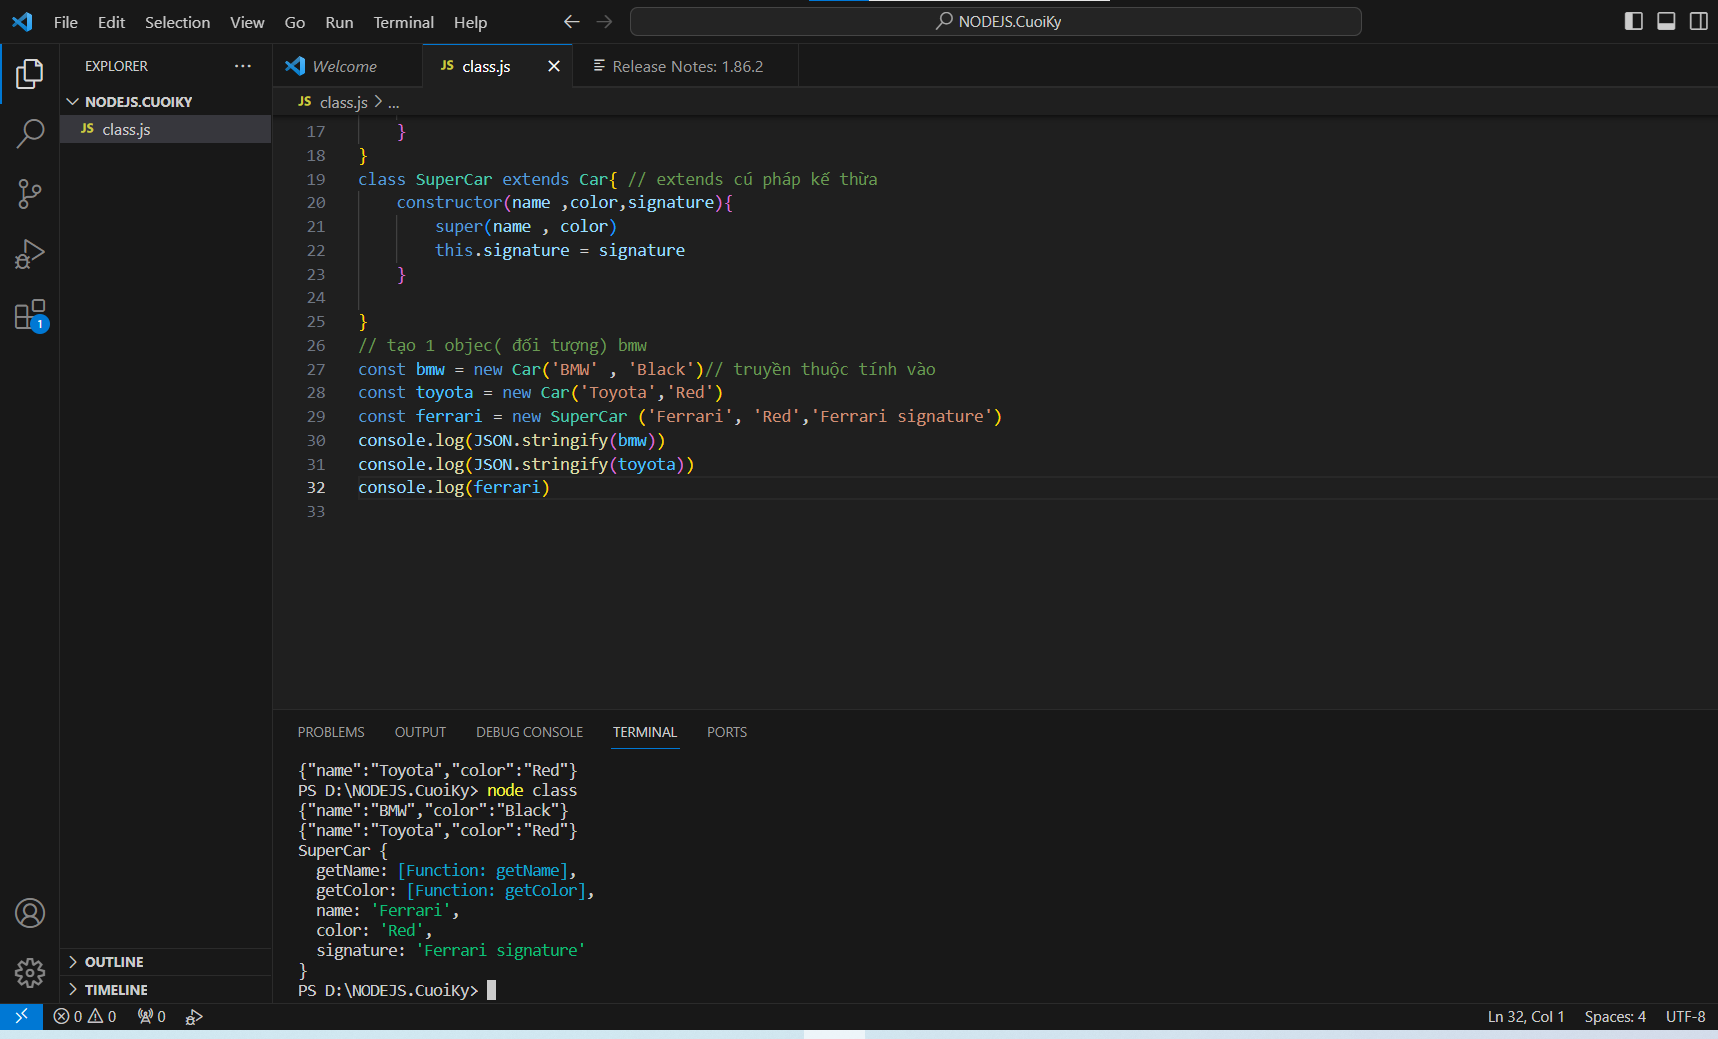 File Edit Selection View Go Run Terminal Help
NODEJS.CuoiKy
EXPLORER
Welcome
JS class.js
Release Notes: 1.86.2
NODEJS.CUOIKY
JS class.js
JS class.js > ...
17 }
18 }
19 class SuperCar extends Car{ // extends cú pháp kế thừa
20 constructor(name ,color,signature){
21 super(name , color)
22 this.signature = signature
23 }
24
25 }
26 // tạo 1 objec( đối tượng) bmw
27 const bmw = new Car('BMW' , 'Black')// truyền thuộc tính vào
28 const toyota = new Car('Toyota','Red')
29 const ferrari = new SuperCar ('Ferrari', 'Red','Ferrari signature')
30 console.log(JSON.stringify(bmw))
31 console.log(JSON.stringify(toyota))
32 console.log(ferrari)
33
1
PROBLEMS OUTPUT DEBUG CONSOLE TERMINAL PORTS
{"name":"Toyota","color":"Red"}
PS D:\NODEJS.CuoiKy> node class
{"name":"BMW","color":"Black"}
{"name":"Toyota","color":"Red"}
SuperCar {
getName: [Function: getName],
getColor: [Function: getColor],
name: 'Ferrari',
color: 'Red',
signature: 'Ferrari signature'
}
PS D:\NODEJS.CuoiKy>
OUTLINE
TIMELINE
0 0 0 Ln 32, Col 1 Spaces: 4 UTF-8